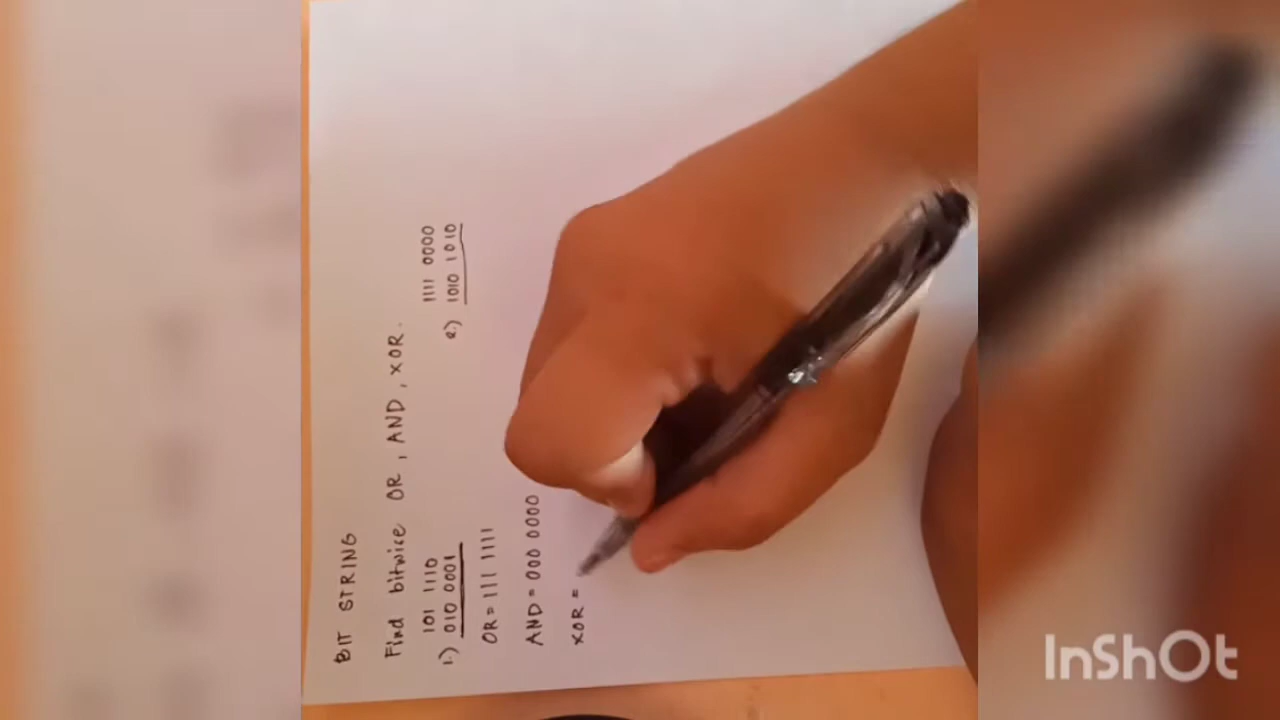 BIT STRING
Find bitwice OR, AND, XOR.
101 1110
1.) 010 0001
OR = 111 1111
AND = 000 0000
XOR =
1111 0000
2.) 1010 1010
InShOt